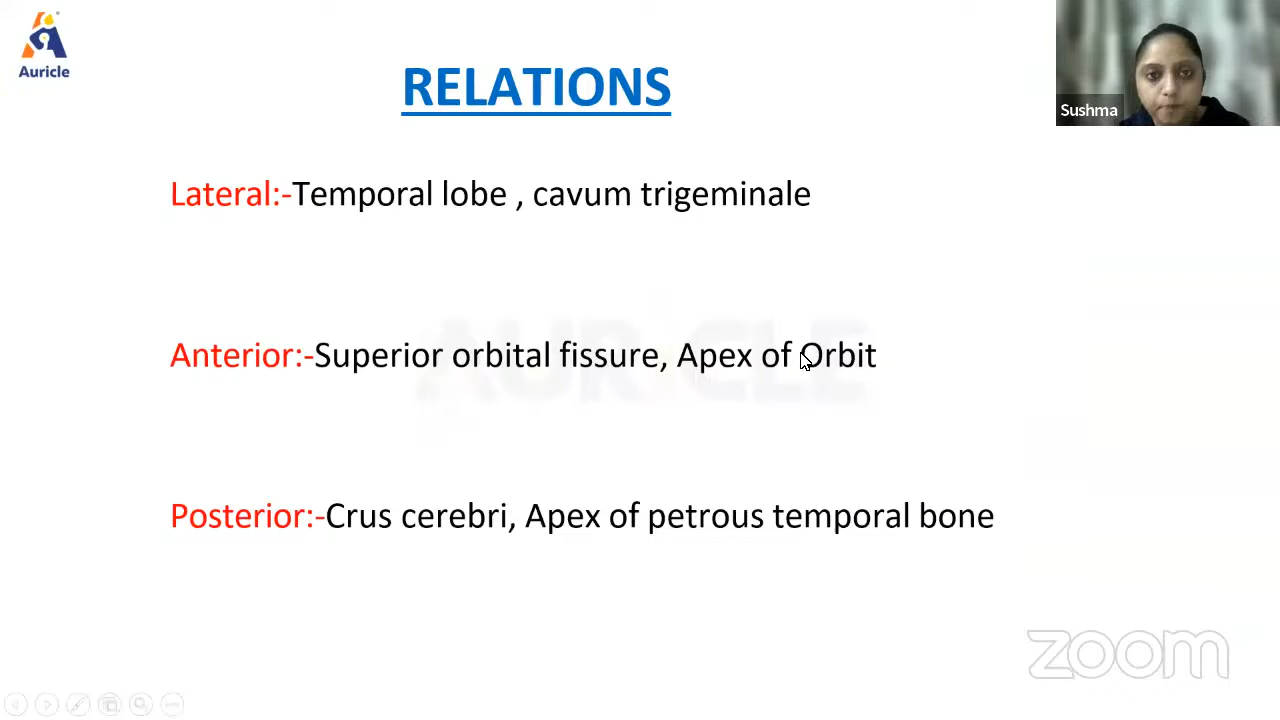 Auricle
RELATIONS
Sushma
Lateral:-Temporal lobe , cavum trigeminale
AURICLE
Anterior:-Superior orbital fissure, Apex of Orbit
Posterior:-Crus cerebri, Apex of petrous temporal bone
zoom